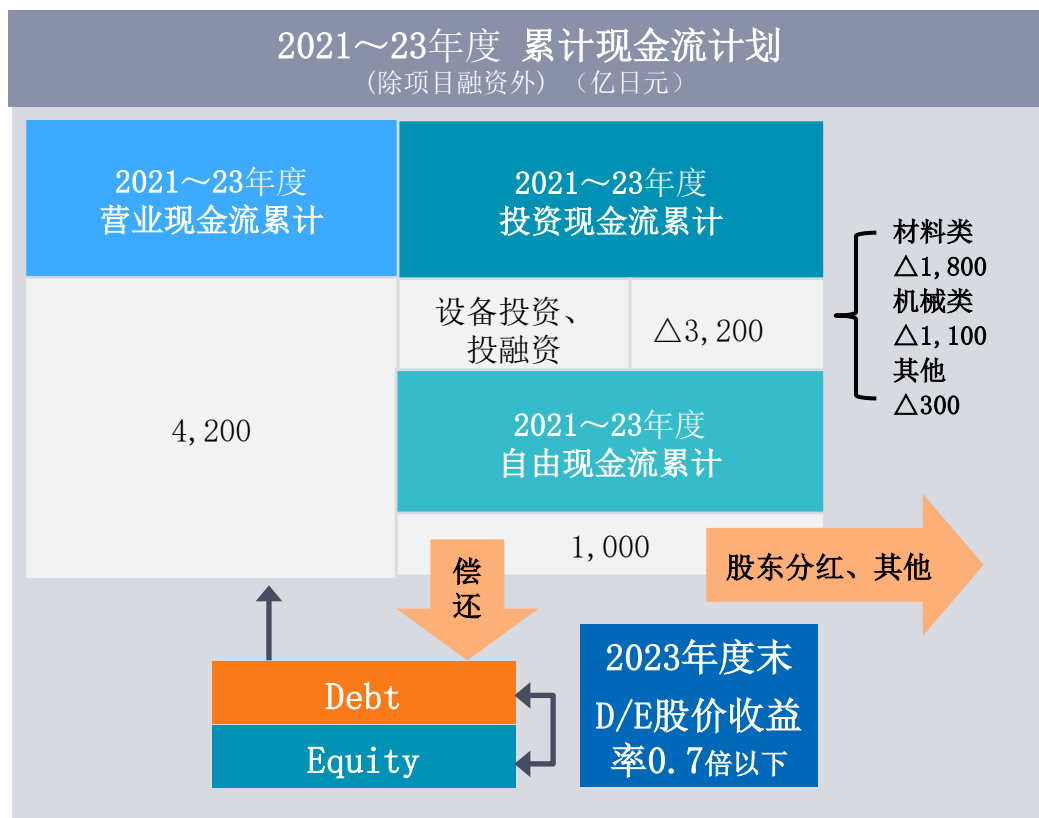 2021～23年度 累计现金流计划
(除项目融资外) （亿日元）
2021～23年度
营业现金流累计
2021～23年度
投资现金流累计
设备投资、
投融资
△3,200
材料类
△1,800
机械类
△1,100
其他
△300
4,200
2021～23年度
自由现金流累计
1,000
股东分红、其他
偿
还
Debt
Equity
2023年度末
D/E股价收益
率0.7倍以下